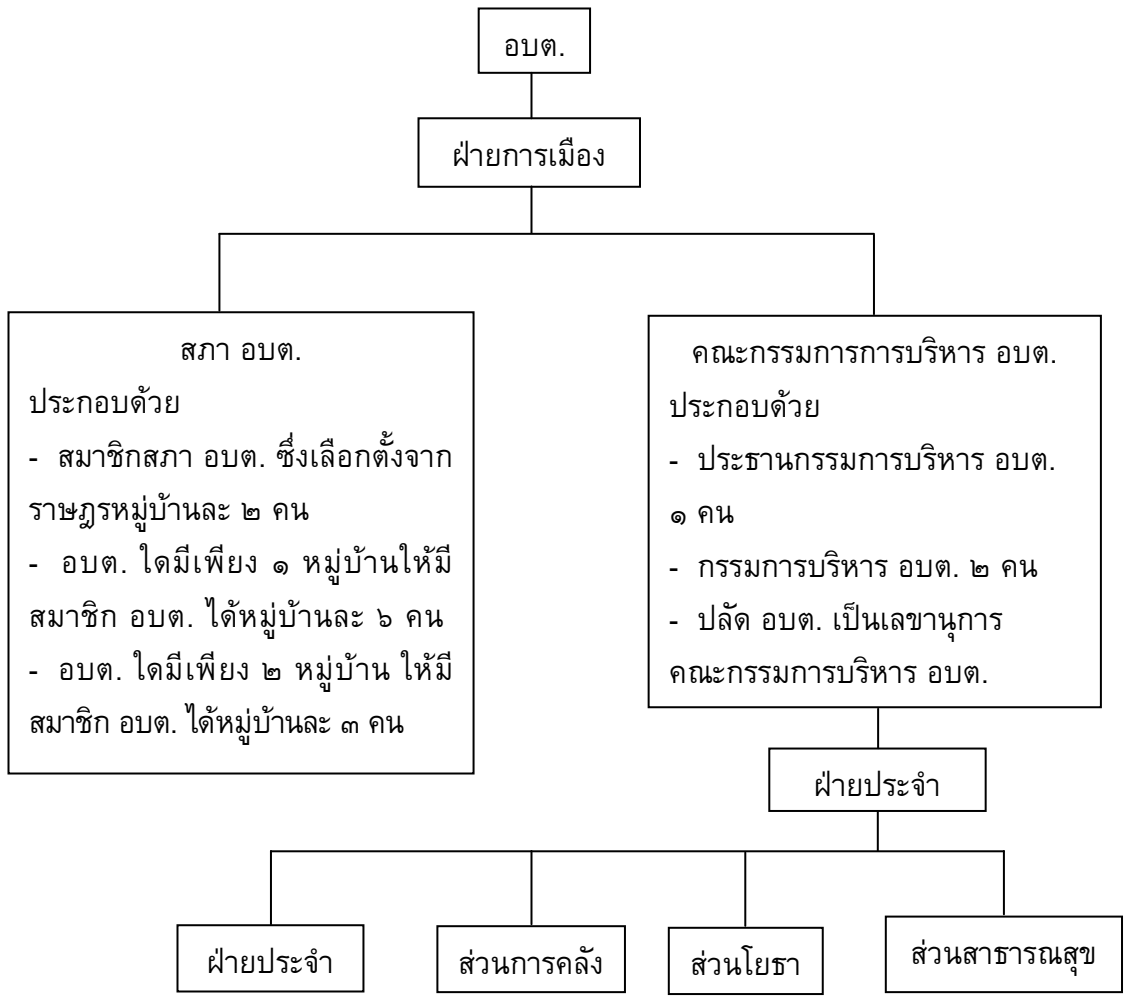 อบต.
ฝ่ายการเมือง
สภา อบต.
ประกอบด้วย
- สมาชิกสภา อบต. ซึ่งเลือกตั้งจาก
ราษฎรหมู่บ้านละ ๒ คน
- อบต. ใดมีเพียง ๑ หมู่บ้านให้มี
สมาชิก อบต. ได้หมู่บ้านละ ๖ คน
- อบต. ใดมีเพียง ๒ หมู่บ้าน ให้มี
สมาชิก อบต. ได้หมู่บ้านละ ๓ คน
คณะกรรมการการบริหาร อบต.
ประกอบด้วย
- ประธานกรรมการบริหาร อบต.
๑ คน
- กรรมการบริหาร อบต. ๒ คน
- ปลัด อบต. เป็นเลขานุการ
คณะกรรมการบริหาร อบต.
ฝ่ายประจำ
ฝ่ายประจำ
ส่วนการคลัง
ส่วนโยธา
ส่วนสาธารณสุข